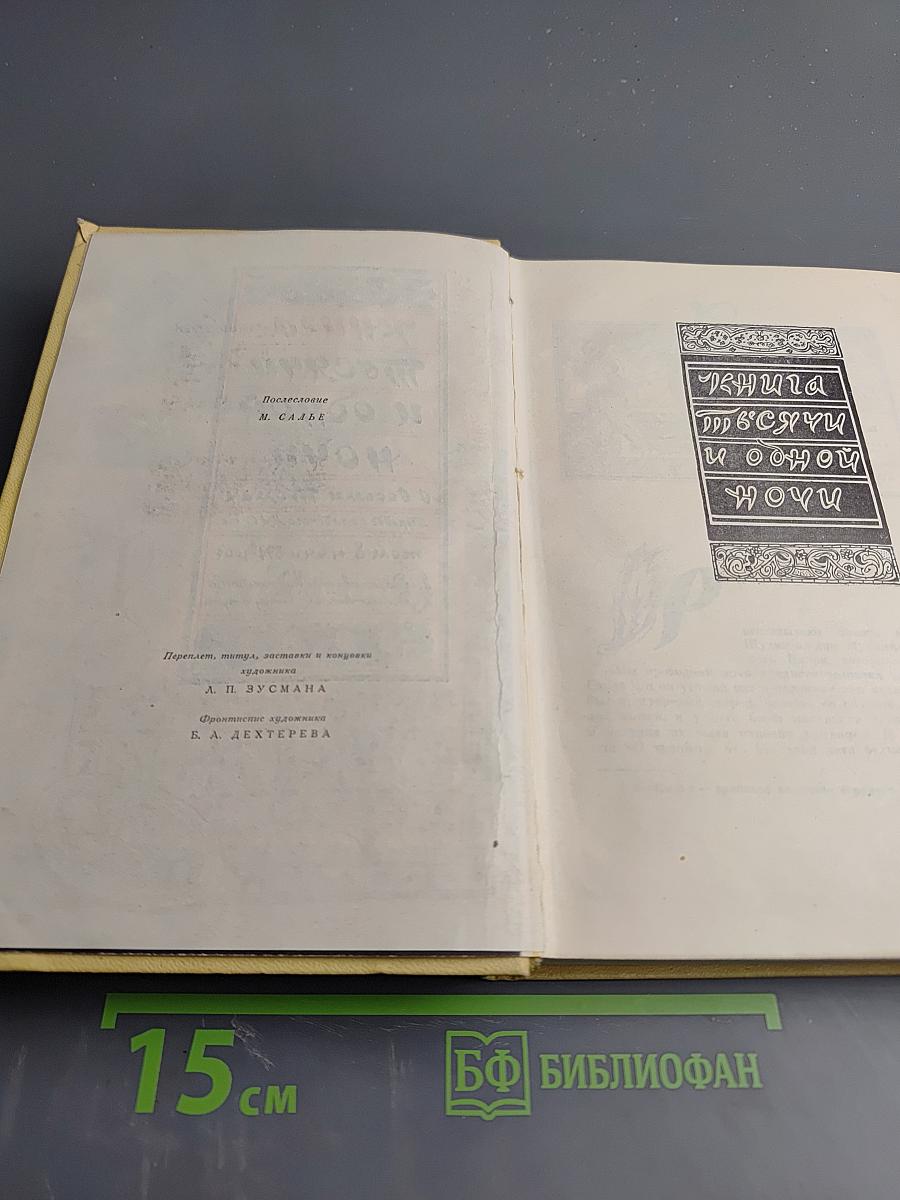 Послесловие
М. САЛЬЕ
Переплет, титул, заставки и концовки
художника
Л. П. ЗУСМАНА
Фронтиспис художника
Б. А. ДЕХТЕРЕВА
КНИГА
ТЫСЯЧИ
И ОДНОЙ
НОЧИ
15 см
БФ БИБЛИОФАН